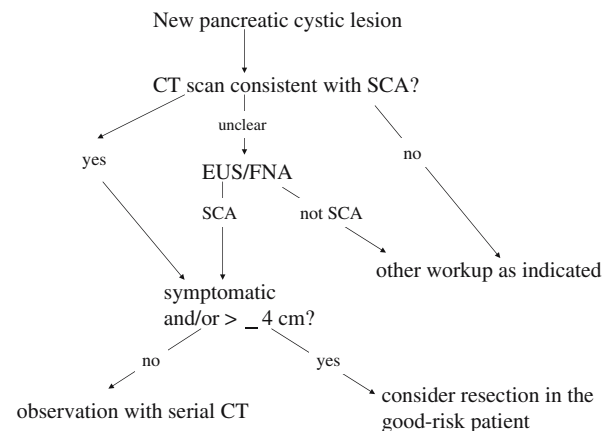 New pancreatic cystic lesion
CT scan consistent with SCA?
unclear
yes
no
EUS/FNA
SCA
not SCA
other workup as indicated
symptomatic
and/or > _ 4 cm?
no
yes
observation with serial CT
consider resection in the
good-risk patient